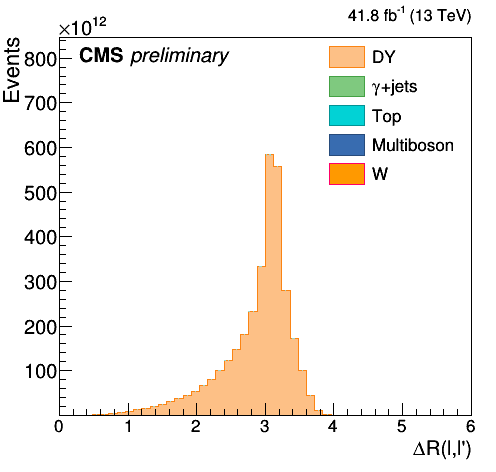 41.8 fb⁻¹ (13 TeV)
×10¹²
CMS preliminary
Events
DY
γ+jets
Top
Multiboson
W
800
700
600
500
400
300
200
100
0 1 2 3 4 5 6
ΔR(l,l')